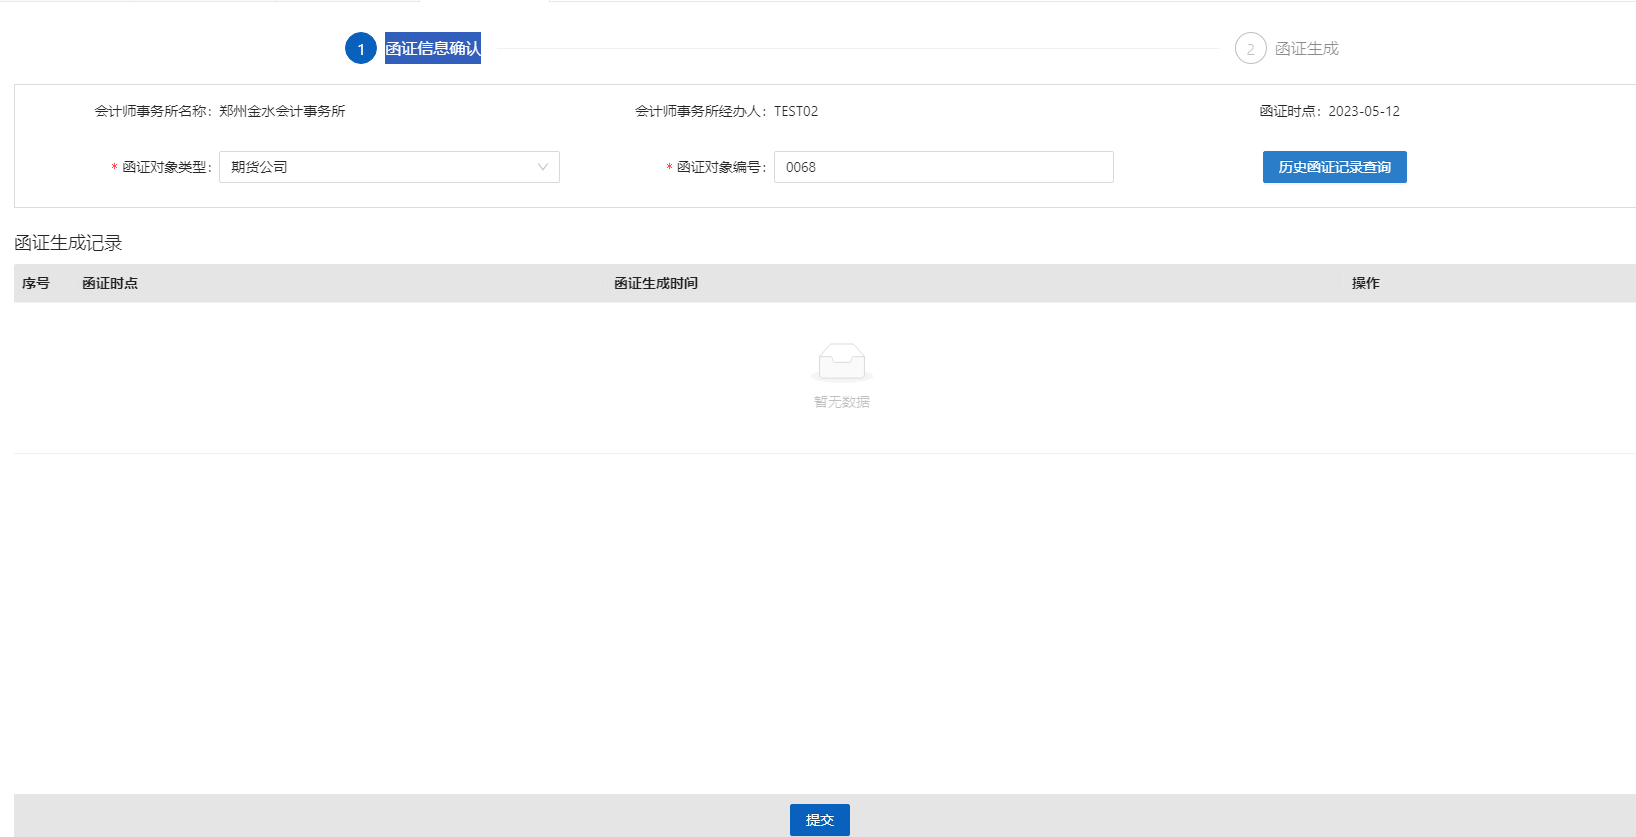 1 函证信息确认 2 函证生成
会计师事务所名称：郑州金水会计事务所 会计师事务所经办人：TEST02 函证时点：2023-05-12
* 函证对象类型：期货公司 * 函证对象编号：0068 历史函证记录查询
函证生成记录
序号 函证时点 函证生成时间 操作
暂无数据
提交